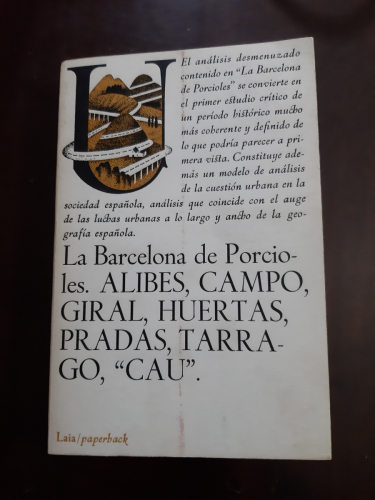 U
El análisis desmenuzado
contenido en "La Barcelona
de Porcioles" se convierte en
el primer estudio crítico de
un período histórico mucho
más coherente y definido de
lo que podría parecer a pri-
mera vista. Constituye ade-
más un modelo de análisis
de la cuestión urbana en la
sociedad española, análisis que coincide con el auge
de las luchas urbanas a lo largo y ancho de la geo-
grafía española.
La Barcelona de Porcio-
les. ALIBES, CAMPO,
GIRAL, HUERTAS,
PRADAS, TARRA-
GO, "CAU".
Laia/paperback